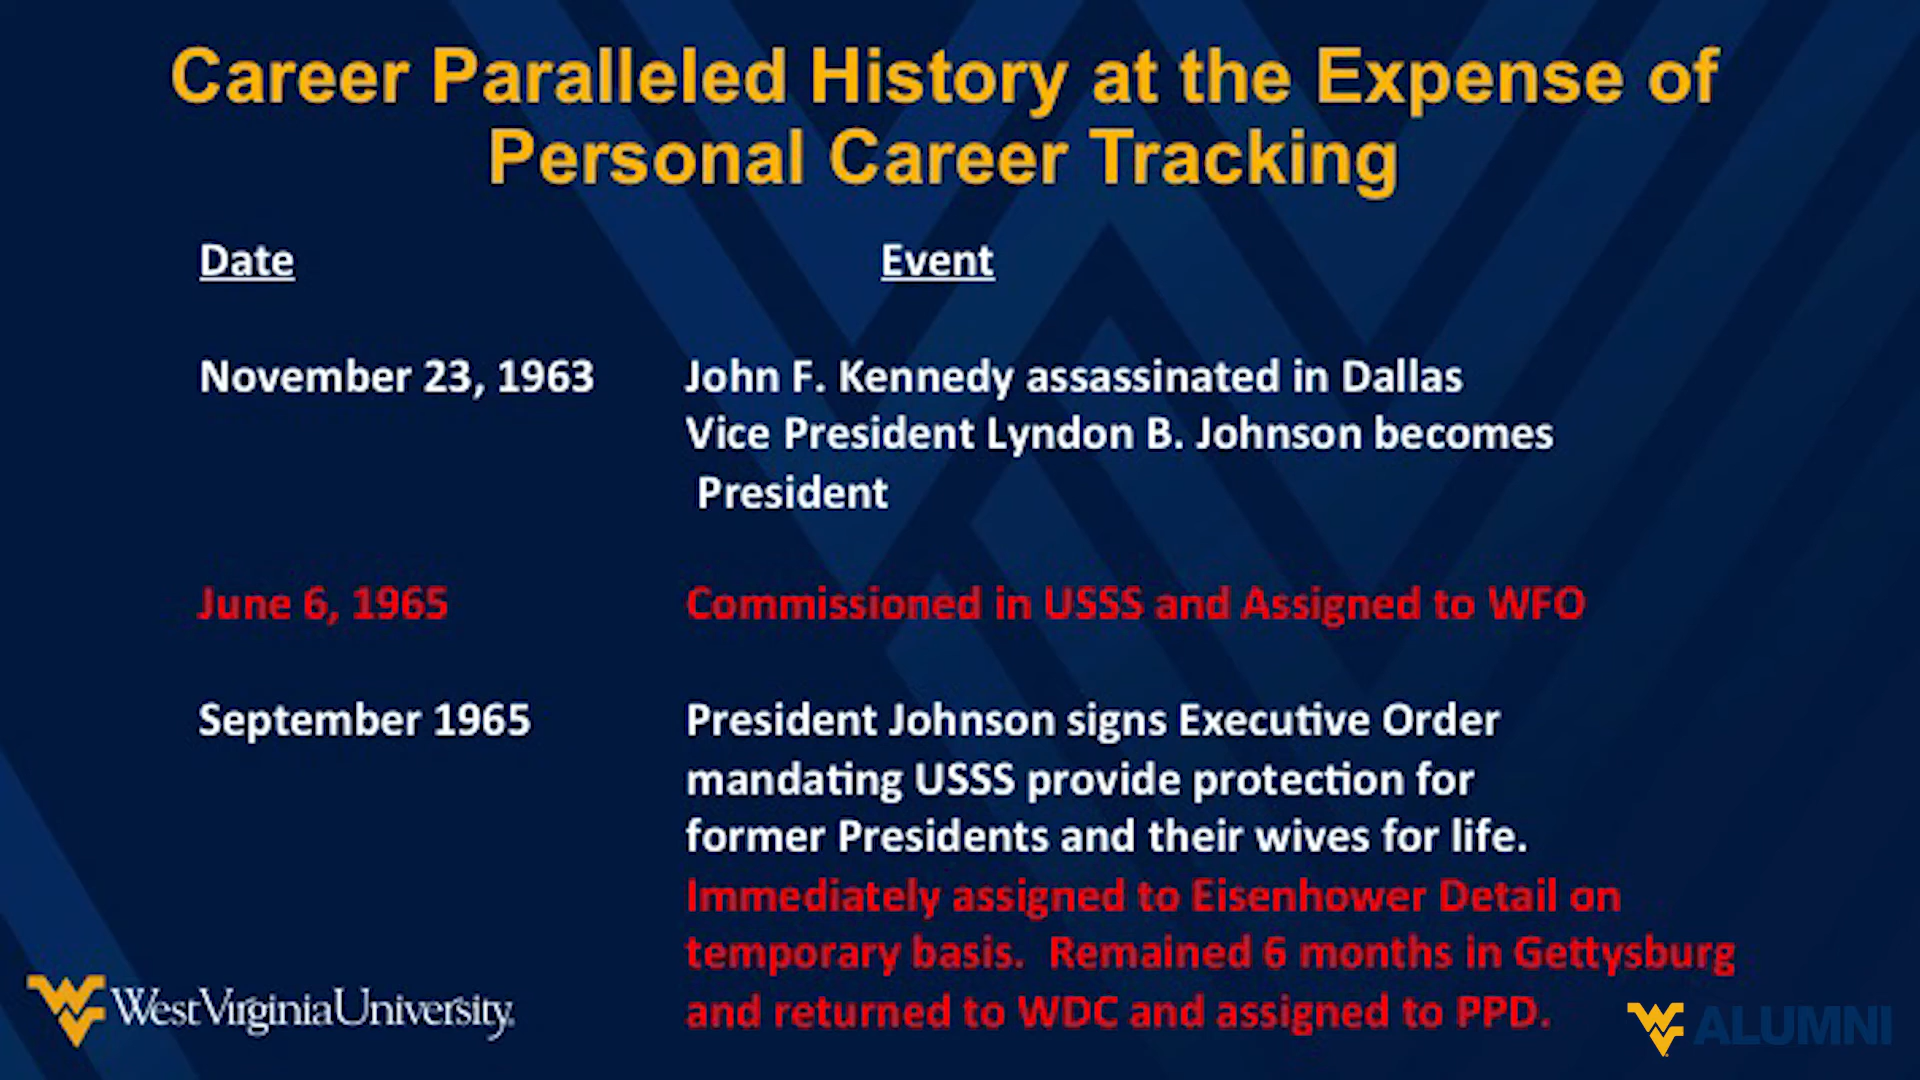 Career Paralleled History at the Expense of
Personal Career Tracking
Date Event
November 23, 1963 John F. Kennedy assassinated in Dallas
Vice President Lyndon B. Johnson becomes
President
June 6, 1965 Commissioned in USSS and Assigned to WFO
September 1965 President Johnson signs Executive Order
mandating USSS provide protection for
former Presidents and their wives for life.
Immediately assigned to Eisenhower Detail on
temporary basis. Remained 6 months in Gettysburg
and returned to WDC and assigned to PPD.
WestVirginiaUniversity.
ALUMNI